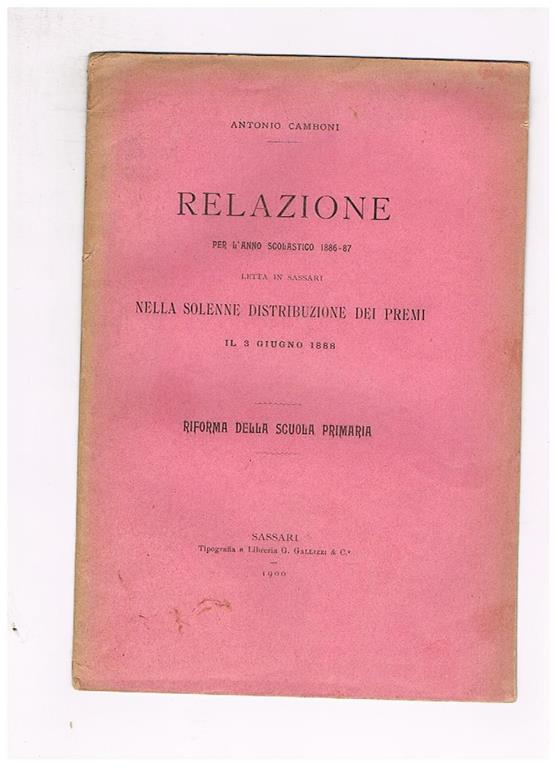 ANTONIO CAMBONI
RELAZIONE
PER L'ANNO SCOLASTICO 1886-87
LETTA IN SASSARI
NELLA SOLENNE DISTRIBUZIONE DEI PREMI
IL 3 GIUGNO 1888
RIFORMA DELLA SCUOLA PRIMARIA
SASSARI
Tipografia e Libreria G. GALLIZZI & C.ⁱ
1900